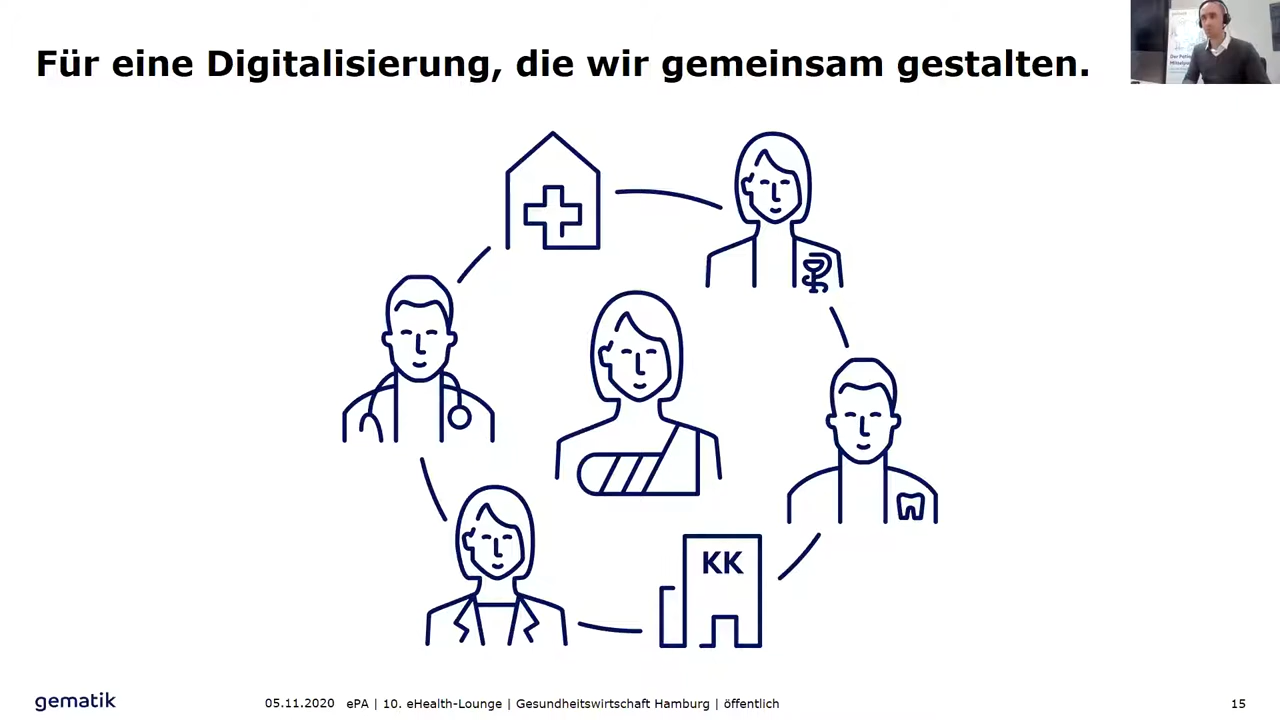 Für eine Digitalisierung, die wir gemeinsam gestalten.
KK
gematik
05.11.2020 ePA | 10. eHealth-Lounge | Gesundheitswirtschaft Hamburg | öffentlich
15